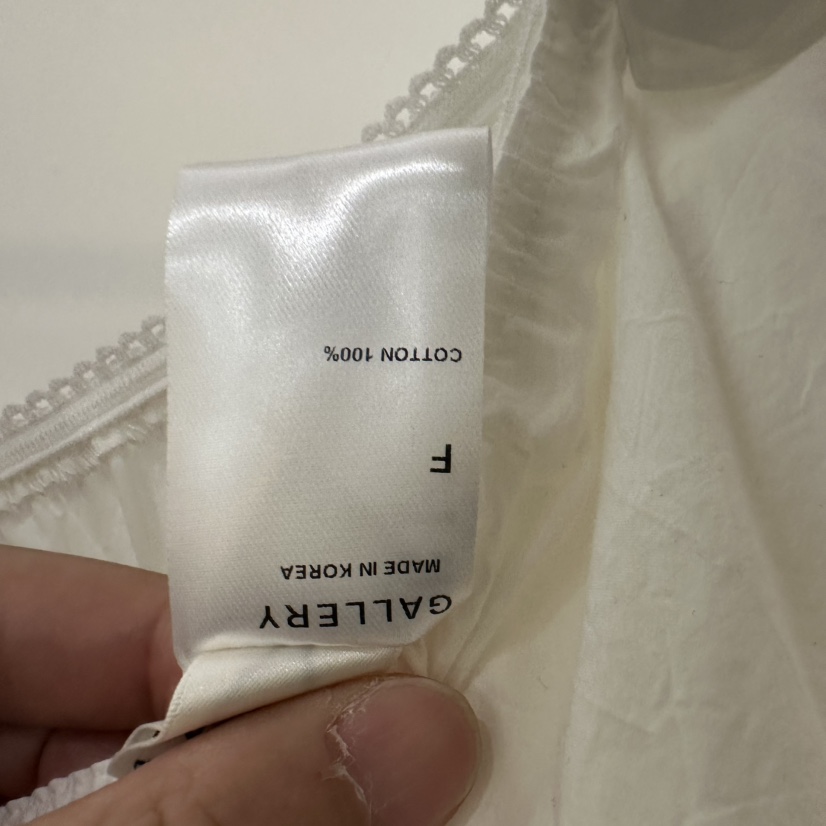 GALLERY
MADE IN KOREA
F
COTTON 100%